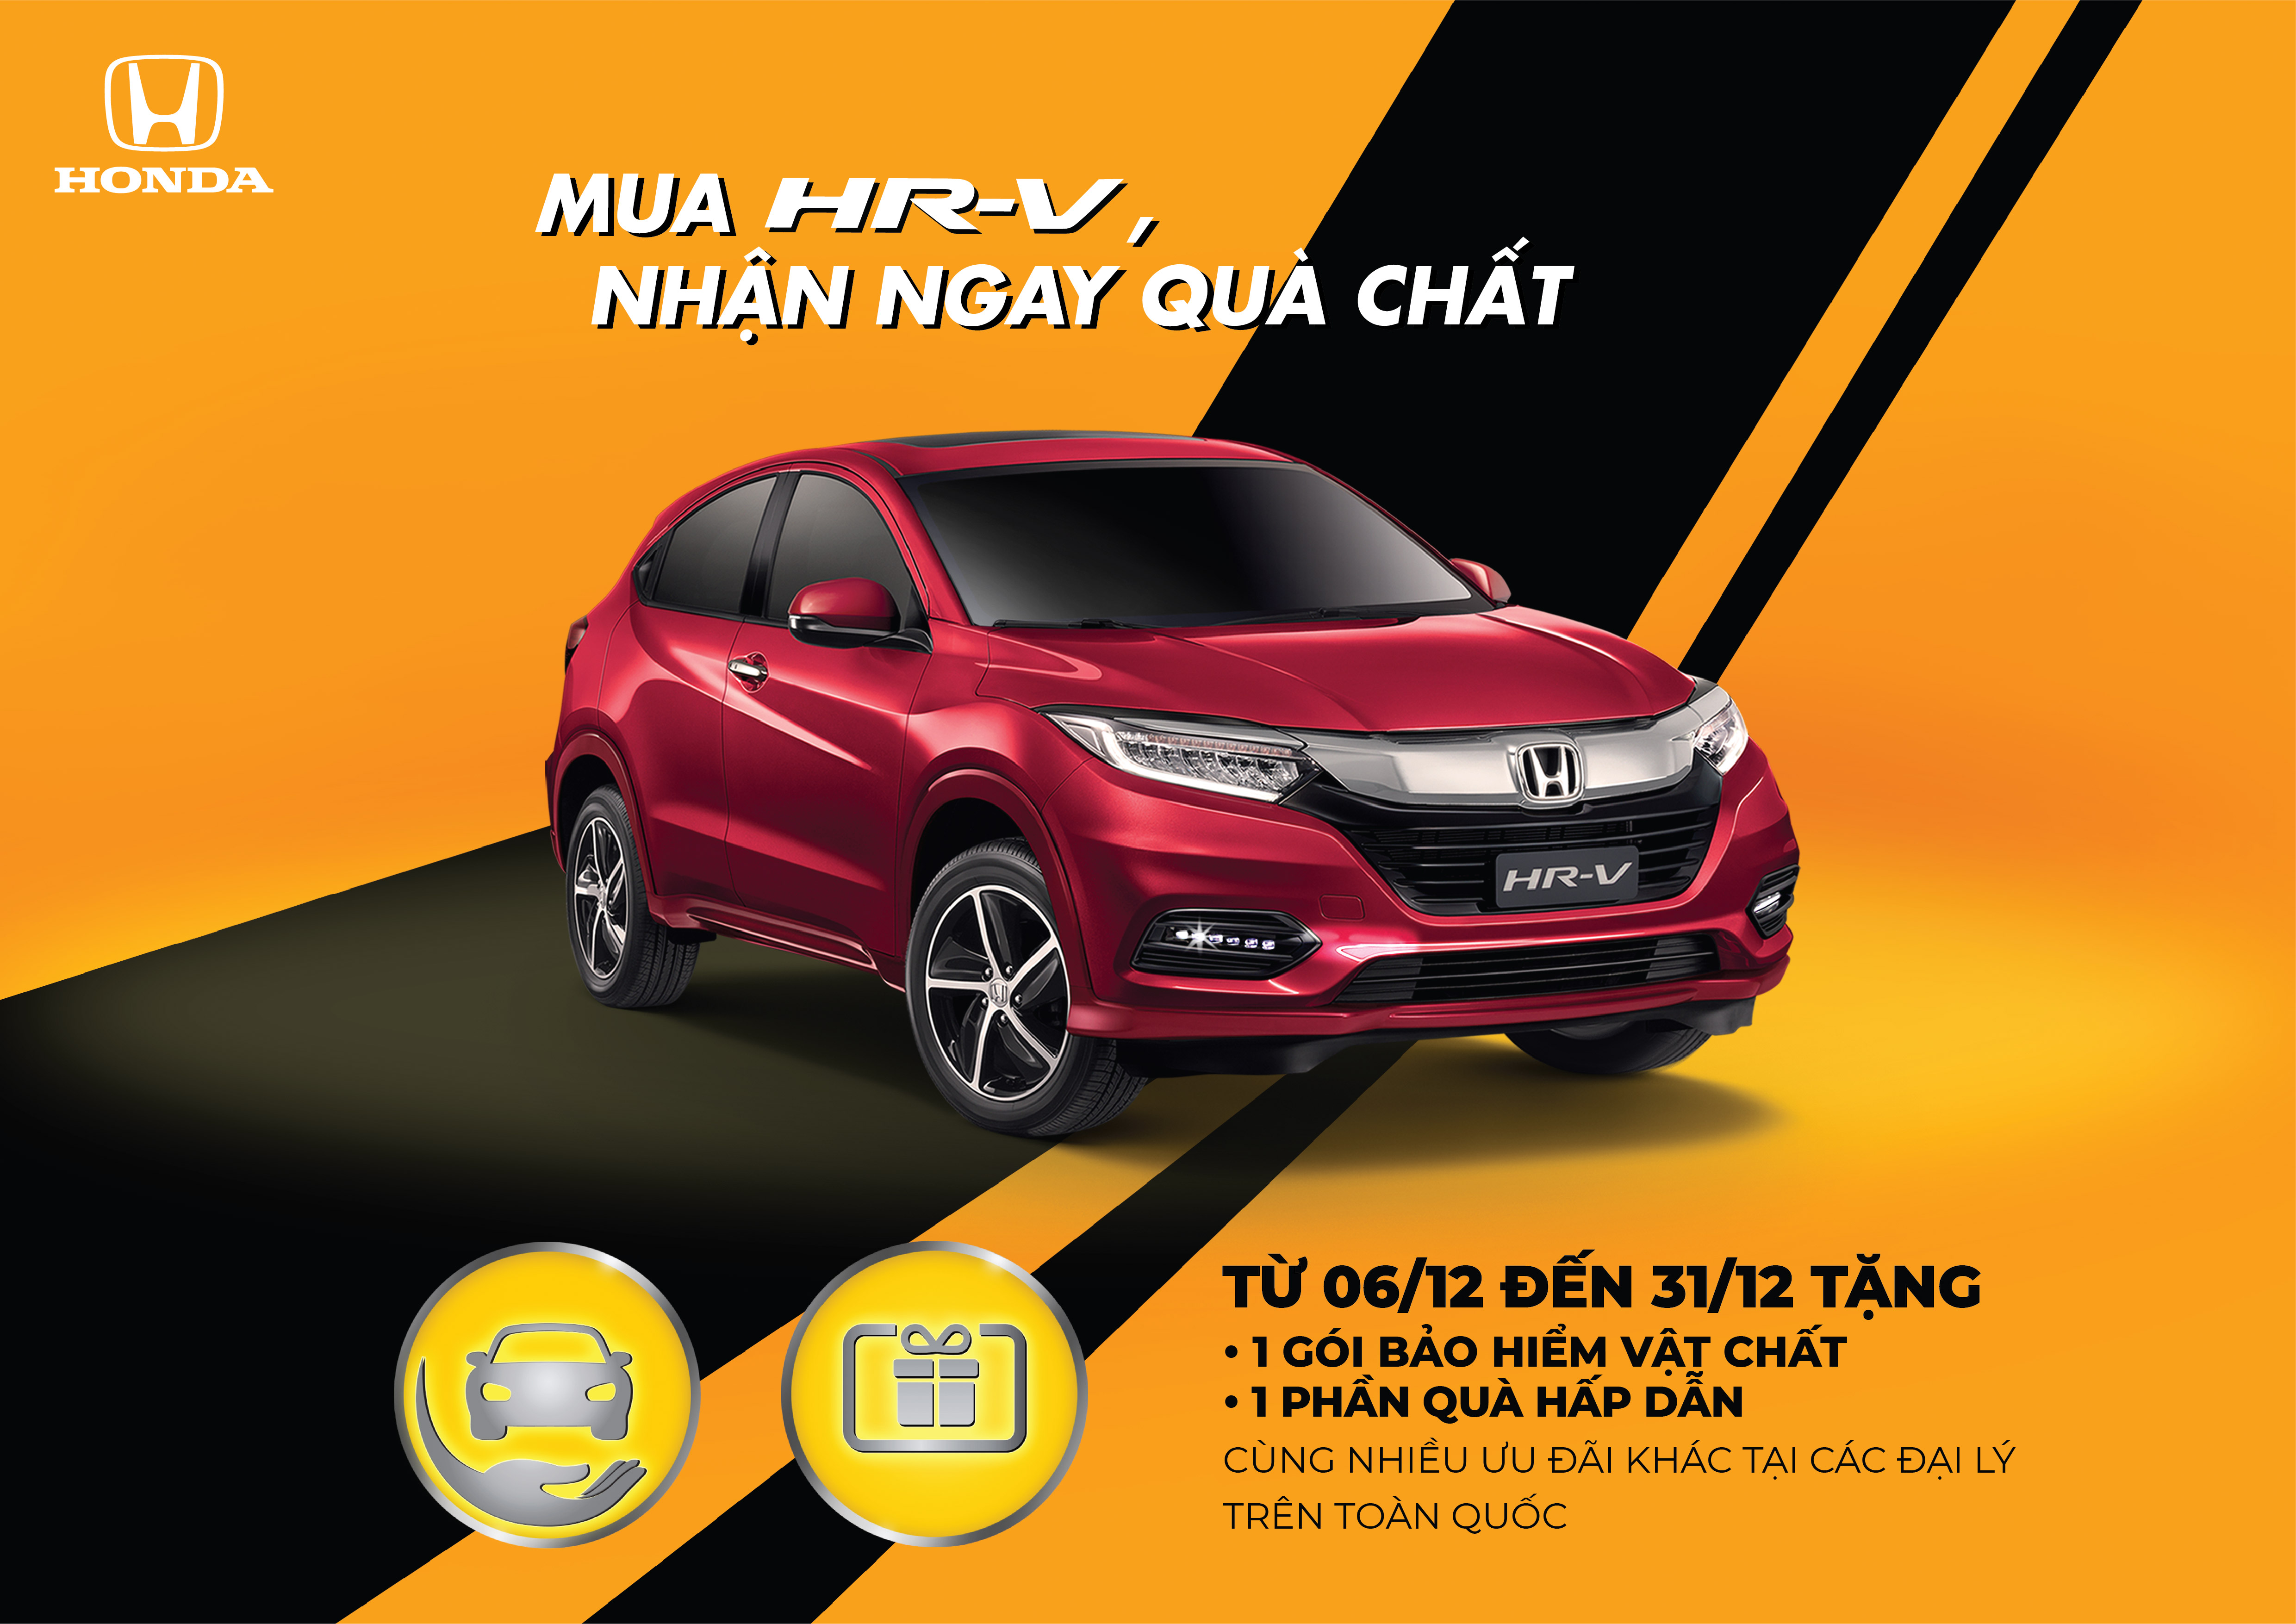 HONDA
MUA HR-V,
NHẬN NGAY QUÀ CHẤT
HR-V
TỪ 06/12 ĐẾN 31/12 TẶNG
• 1 GÓI BẢO HIỂM VẬT CHẤT
• 1 PHẦN QUÀ HẤP DẪN
CÙNG NHIỀU ƯU ĐÃI KHÁC TẠI CÁC ĐẠI LÝ
TRÊN TOÀN QUỐC